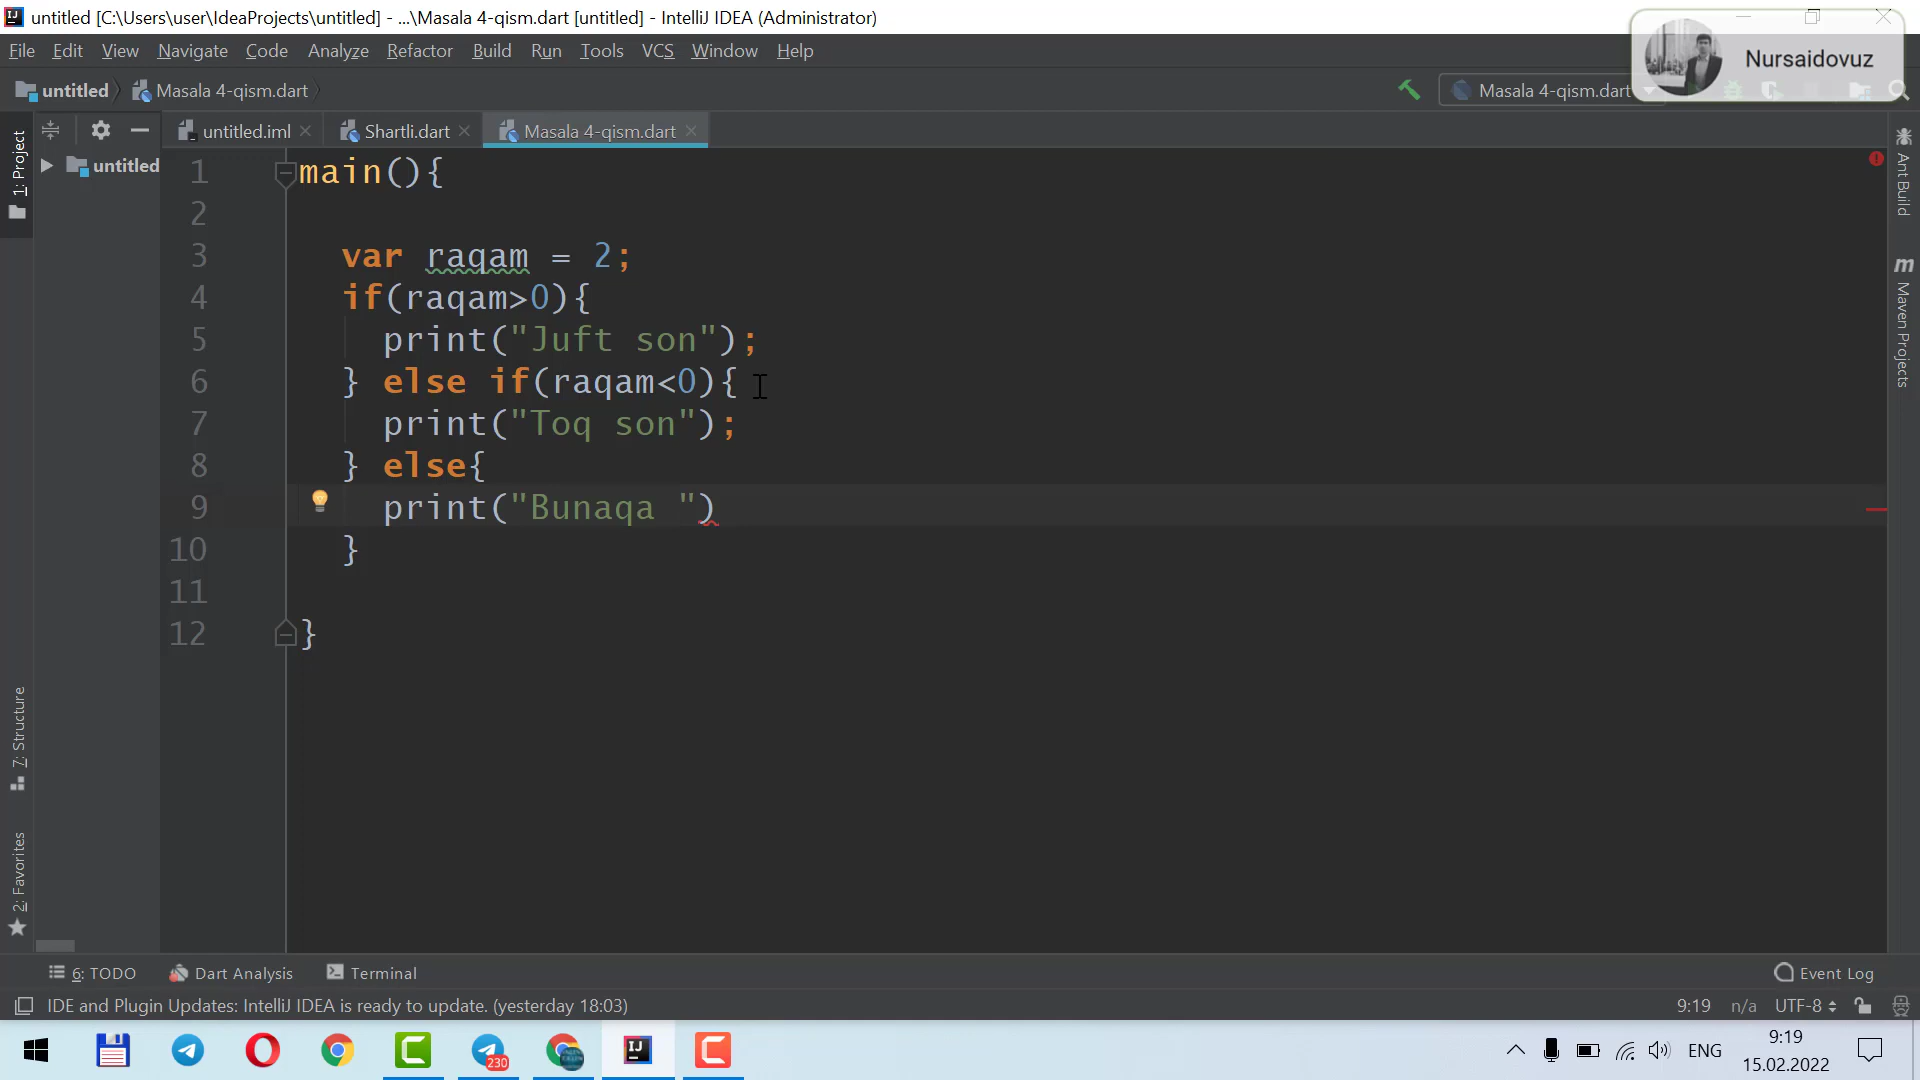 untitled [C:\Users\user\IdeaProjects\untitled] - ...\Masala 4-qism.dart [untitled] - IntelliJ IDEA (Administrator)
File Edit View Navigate Code Analyze Refactor Build Run Tools VCS Window Help
Nursaidovuz
untitled Masala 4-qism.dart
Masala 4-qism.dart
untitled.iml Shartli.dart Masala 4-qism.dart
1: Project
untitled
1 main(){
2
3 var raqam = 2;
4 if(raqam>0){
5 print("Juft son");
6 } else if(raqam<0){
7 print("Toq son");
8 } else{
9 print("Bunaqa ")
10 }
11
12 }
Ant Build
m Maven Projects
7: Structure
2: Favorites
6: TODO Dart Analysis Terminal Event Log
IDE and Plugin Updates: IntelliJ IDEA is ready to update. (yesterday 18:03) 9:19 n/a UTF-8
230
ENG
9:19
15.02.2022